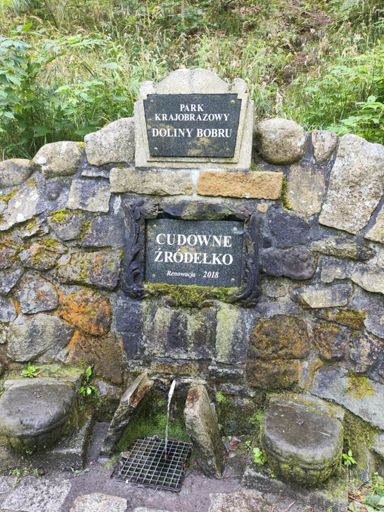 PARK
KRAJOBRAZOWY
DOLINY BOBRU
CUDOWNE
ŹRÓDEŁKO
Renowacja - 2018